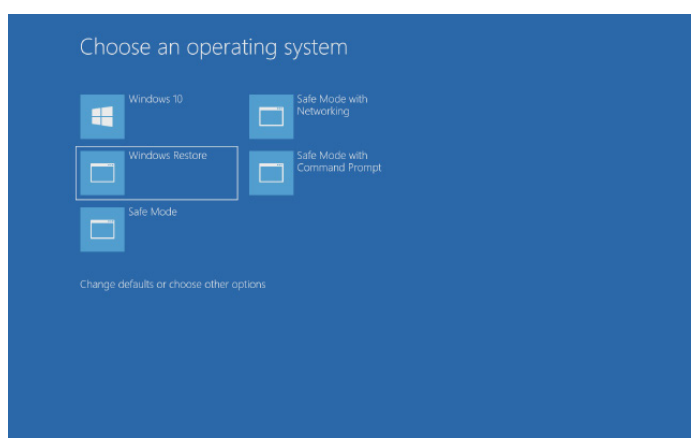 Choose an operating system
Windows 10
Safe Mode with
Networking
Windows Restore
Safe Mode with
Command Prompt
Safe Mode
Change defaults or choose other options